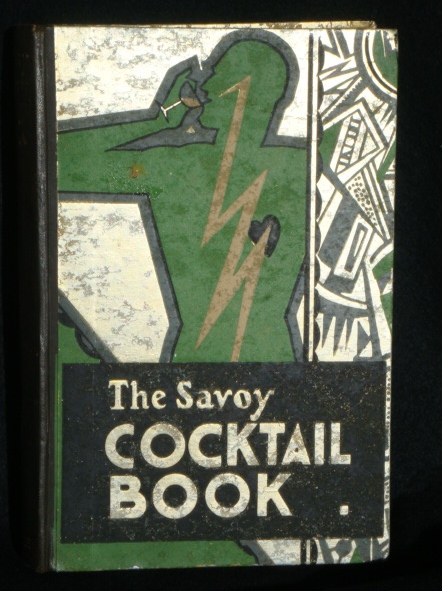 The Savoy
COCKTAIL
BOOK .